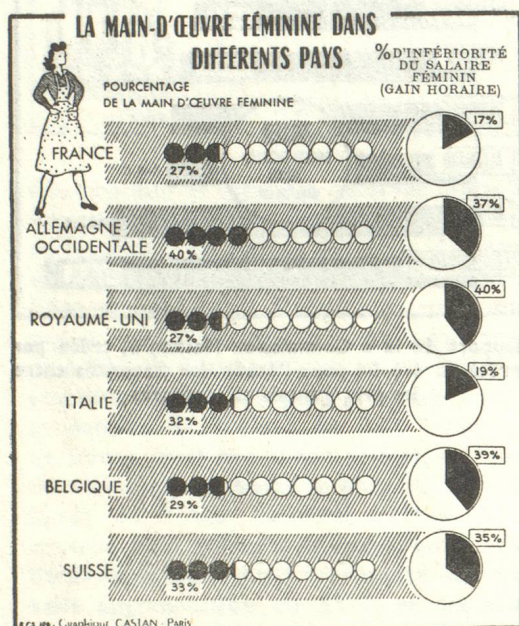 LA MAIN-D'ŒUVRE FÉMININE DANS
DIFFÉRENTS PAYS
POURCENTAGE
DE LA MAIN D'ŒUVRE FÉMININE
% D'INFÉRIORITÉ
DU SALAIRE
FÉMININ
(GAIN HORAIRE)
FRANCE
27%
17%
ALLEMAGNE
OCCIDENTALE
40%
37%
ROYAUME-UNI
27%
40%
ITALIE
32%
19%
BELGIQUE
29%
39%
SUISSE
33%
35%
Graphique CASTAN - Paris